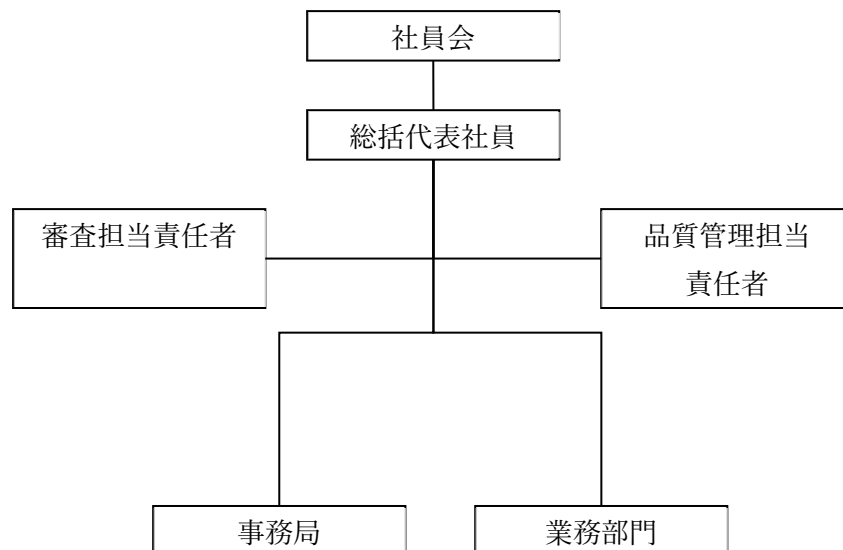 社員会
総括代表社員
審査担当責任者
品質管理担当
責任者
事務局
業務部門